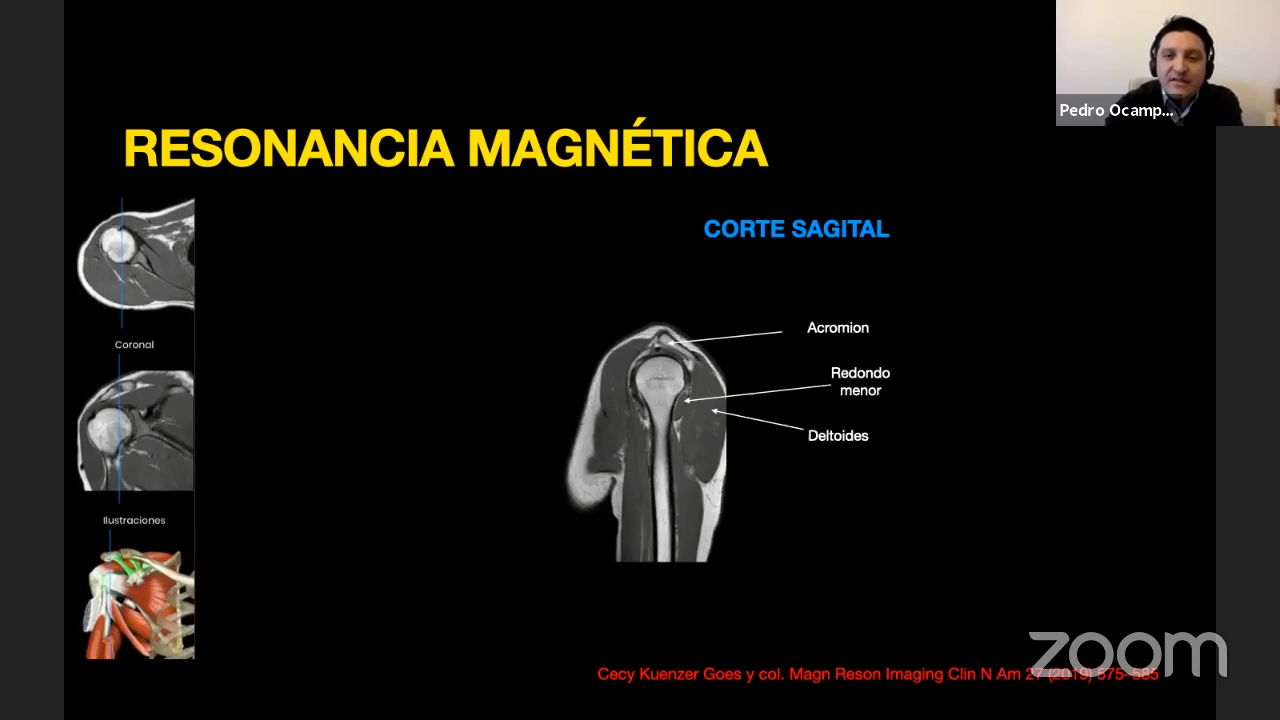 Pedro Ocamp...
RESONANCIA MAGNÉTICA
CORTE SAGITAL
Coronal
Acromion
Redondo
menor
Deltoides
Ilustraciones
zoom
Cecy Kuenzer Goes y col. Magn Reson Imaging Clin N Am 27 (2019) 575–585